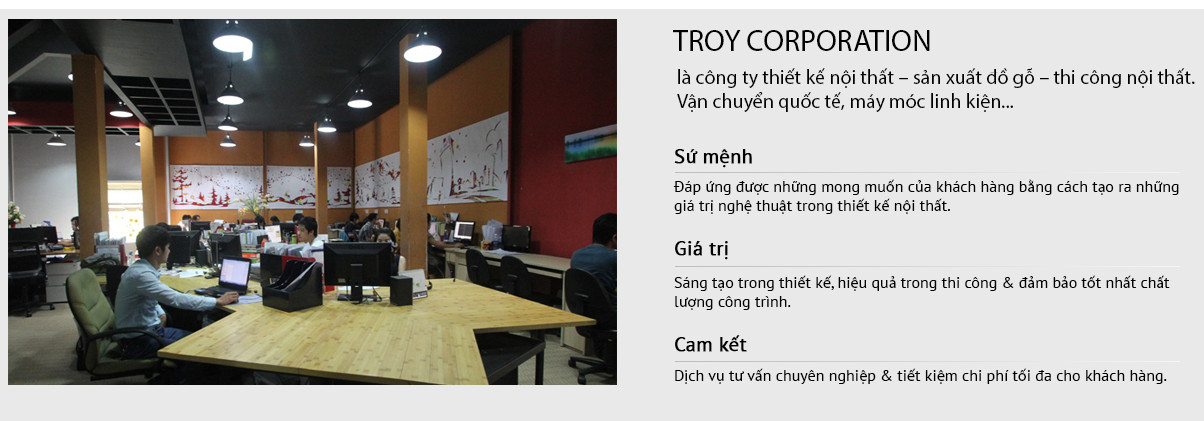 TROY CORPORATION
là công ty thiết kế nội thất – sản xuất dồ gỗ – thi công nội thất.
Vận chuyển quốc tế, máy móc linh kiện...
Sứ mệnh
Đáp ứng được những mong muốn của khách hàng bằng cách tạo ra những
giá trị nghệ thuật trong thiết kế nội thất.
Giá trị
Sáng tạo trong thiết kế, hiệu quả trong thi công & đảm bảo tốt nhất chất
lượng công trình.
Cam kết
Dịch vụ tư vấn chuyên nghiệp & tiết kiệm chi phí tối đa cho khách hàng.